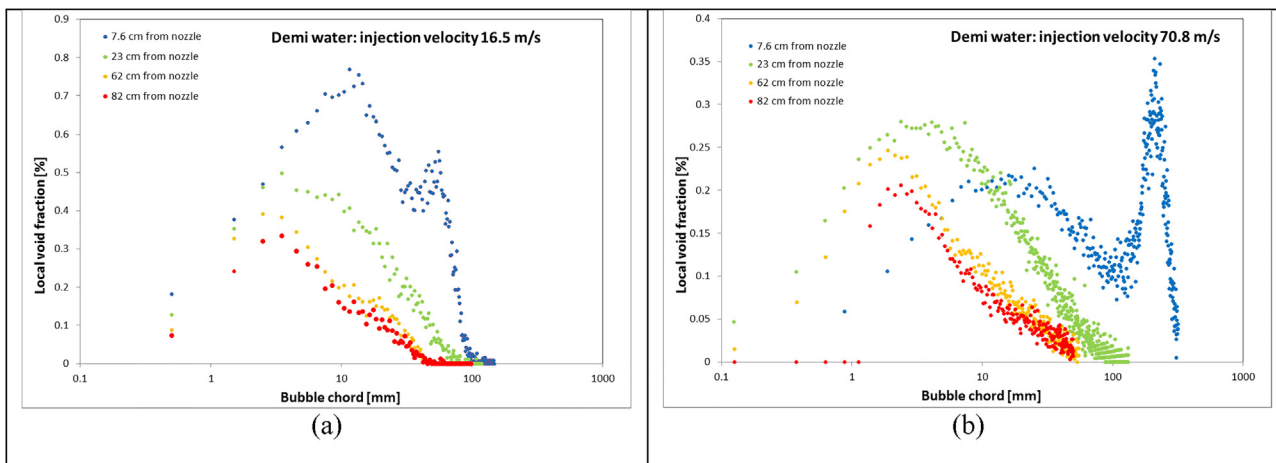 Demi water: injection velocity 16.5 m/s
7.6 cm from nozzle
23 cm from nozzle
62 cm from nozzle
82 cm from nozzle
Local void fraction [%]
0.9
0.8
0.7
0.6
0.5
0.4
0.3
0.2
0.1
0
0.1
1
10
100
1000
Bubble chord [mm]
(a)
Demi water: injection velocity 70.8 m/s
7.6 cm from nozzle
23 cm from nozzle
62 cm from nozzle
82 cm from nozzle
Local void fraction [%]
0.4
0.35
0.3
0.25
0.2
0.15
0.1
0.05
0
0.1
1
10
100
1000
Bubble chord [mm]
(b)